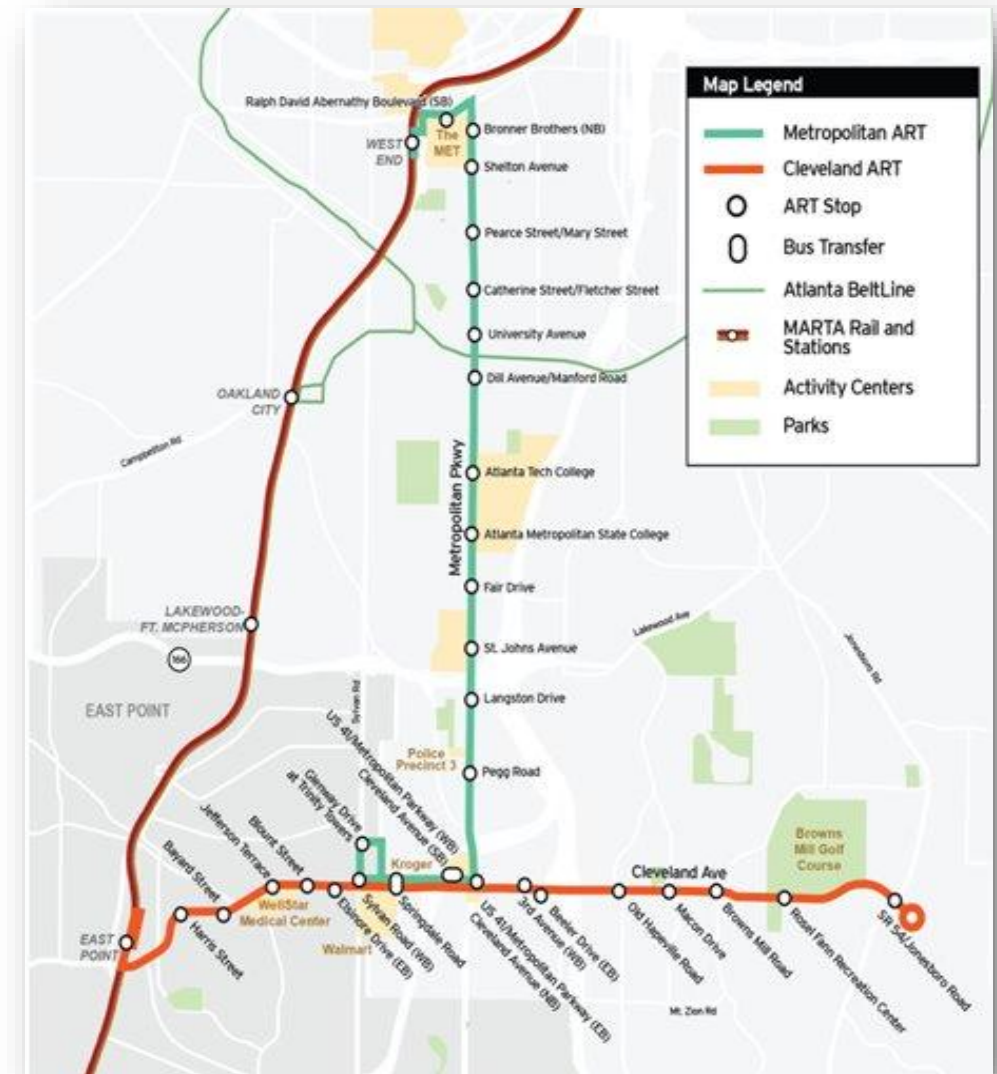 Ralph David Abernathy Boulevard (SB)
The
MET
WEST
END
Bronner Brothers (NB)
Shelton Avenue
Pearce Street/Mary Street
Catherine Street/Fletcher Street
University Avenue
Dill Avenue/Manford Road
OAKLAND
CITY
Campbellton Rd
Metropolitan Pkwy
Atlanta Tech College
Atlanta Metropolitan State College
Fair Drive
LAKEWOOD-
FT. MCPHERSON
166
St. Johns Avenue
Langston Drive
Lakewood Ave
Jonesboro Rd
EAST POINT
Sylvan Rd
Police
Precinct 3
Pegg Road
US 41/Metropolitan Parkway (WB)
Cleveland Avenue (SB)
Glenway Drive
at Trinity Towers
Kroger
Blount Street
Jefferson Terrace
Bayard Street
Harris Street
WellStar
Medical Center
Walmart
EAST
POINT
Elsinore Drive (EB)
Sylvan Road (WB)
Springdale Road
US 41/Metropolitan Parkway (EB)
Cleveland Avenue (NB)
3rd Avenue (WB)
Beeler Drive (EB)
Cleveland Ave
Old Hapeville Road
Macon Drive
Browns Mill Road
Browns
Mill Golf
Course
Rosel Fann Recreation Center
SR 54/Jonesboro Road
Mt. Zion Rd
Map Legend
Metropolitan ART
Cleveland ART
ART Stop
Bus Transfer
Atlanta BeltLine
MARTA Rail and
Stations
Activity Centers
Parks